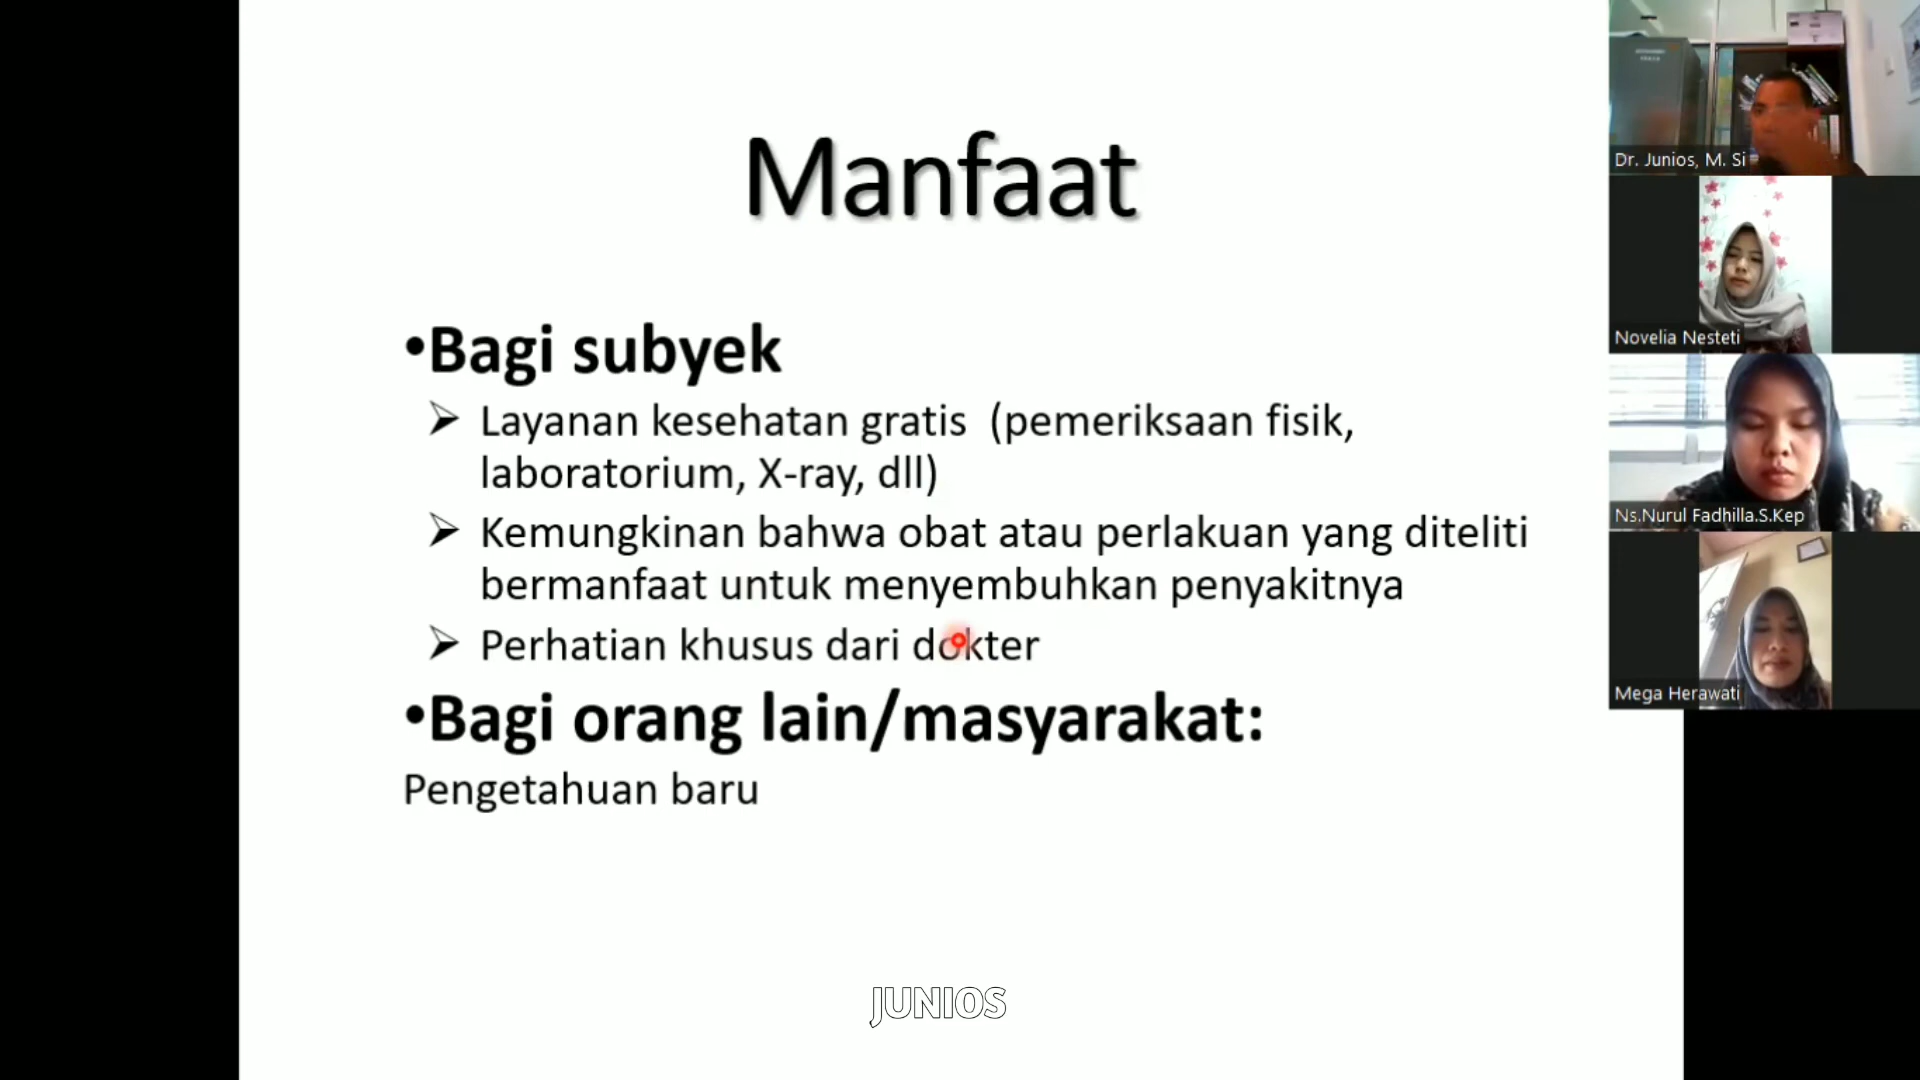 Manfaat
•Bagi subyek
➢ Layanan kesehatan gratis (pemeriksaan fisik,
laboratorium, X-ray, dll)
➢ Kemungkinan bahwa obat atau perlakuan yang diteliti
bermanfaat untuk menyembuhkan penyakitnya
➢ Perhatian khusus dari dokter
•Bagi orang lain/masyarakat:
Pengetahuan baru
JUNIOS
Dr. Junios, M. Si
Novelia Nesteti
Ns.Nurul Fadhilla.S.Kep
Mega Herawati